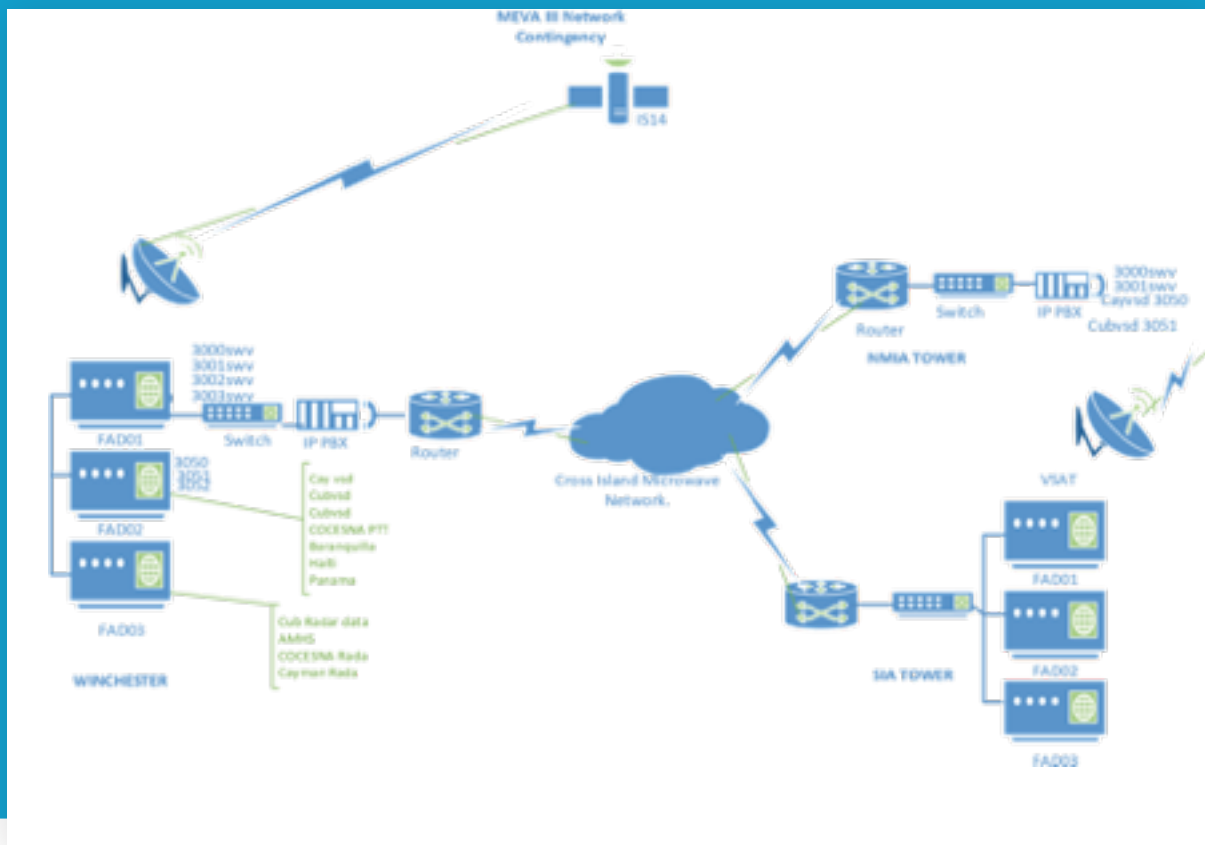 MEVA III Network
Contingency
IS14
3000swv
3001swv
3002swv
3003swv
FAD01
Switch
IP PBX
Router
3050
3051
3052
FAD02
FAD03
WINCHESTER
Cay vsd
Cubvsd
Cubvsd
COCESNA PTT
Baranquilla
Haiti
Panama
Cub Radar data
AMHS
COCESNA Rada
Cayman Rada
Cross Island Microwave
Network.
Router
Switch
IP PBX
3000swv
3001swv
Cayvsd 3050
Cubvsd 3051
NMIA TOWER
VSAT
FAD01
FAD02
FAD03
SIA TOWER